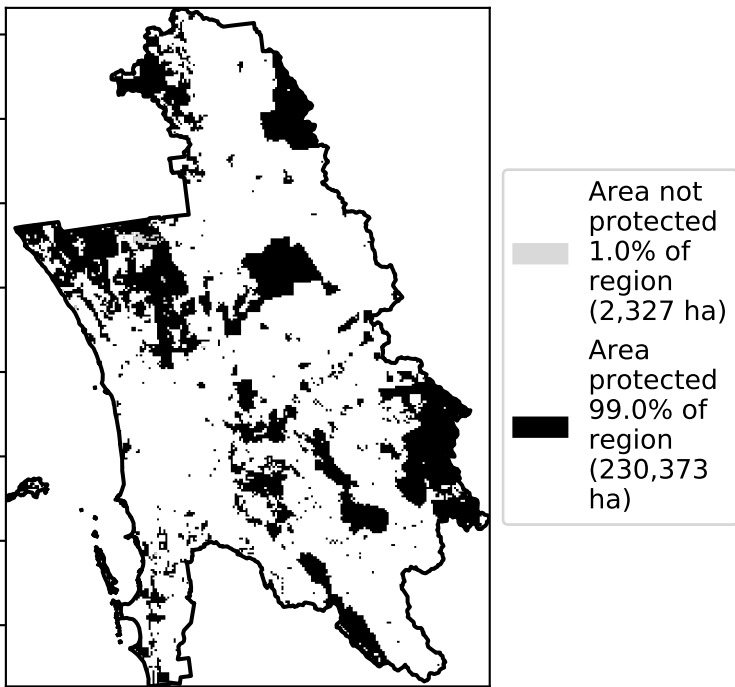 Area not
protected
1.0% of
region
(2,327 ha)
Area
protected
99.0% of
region
(230,373
ha)